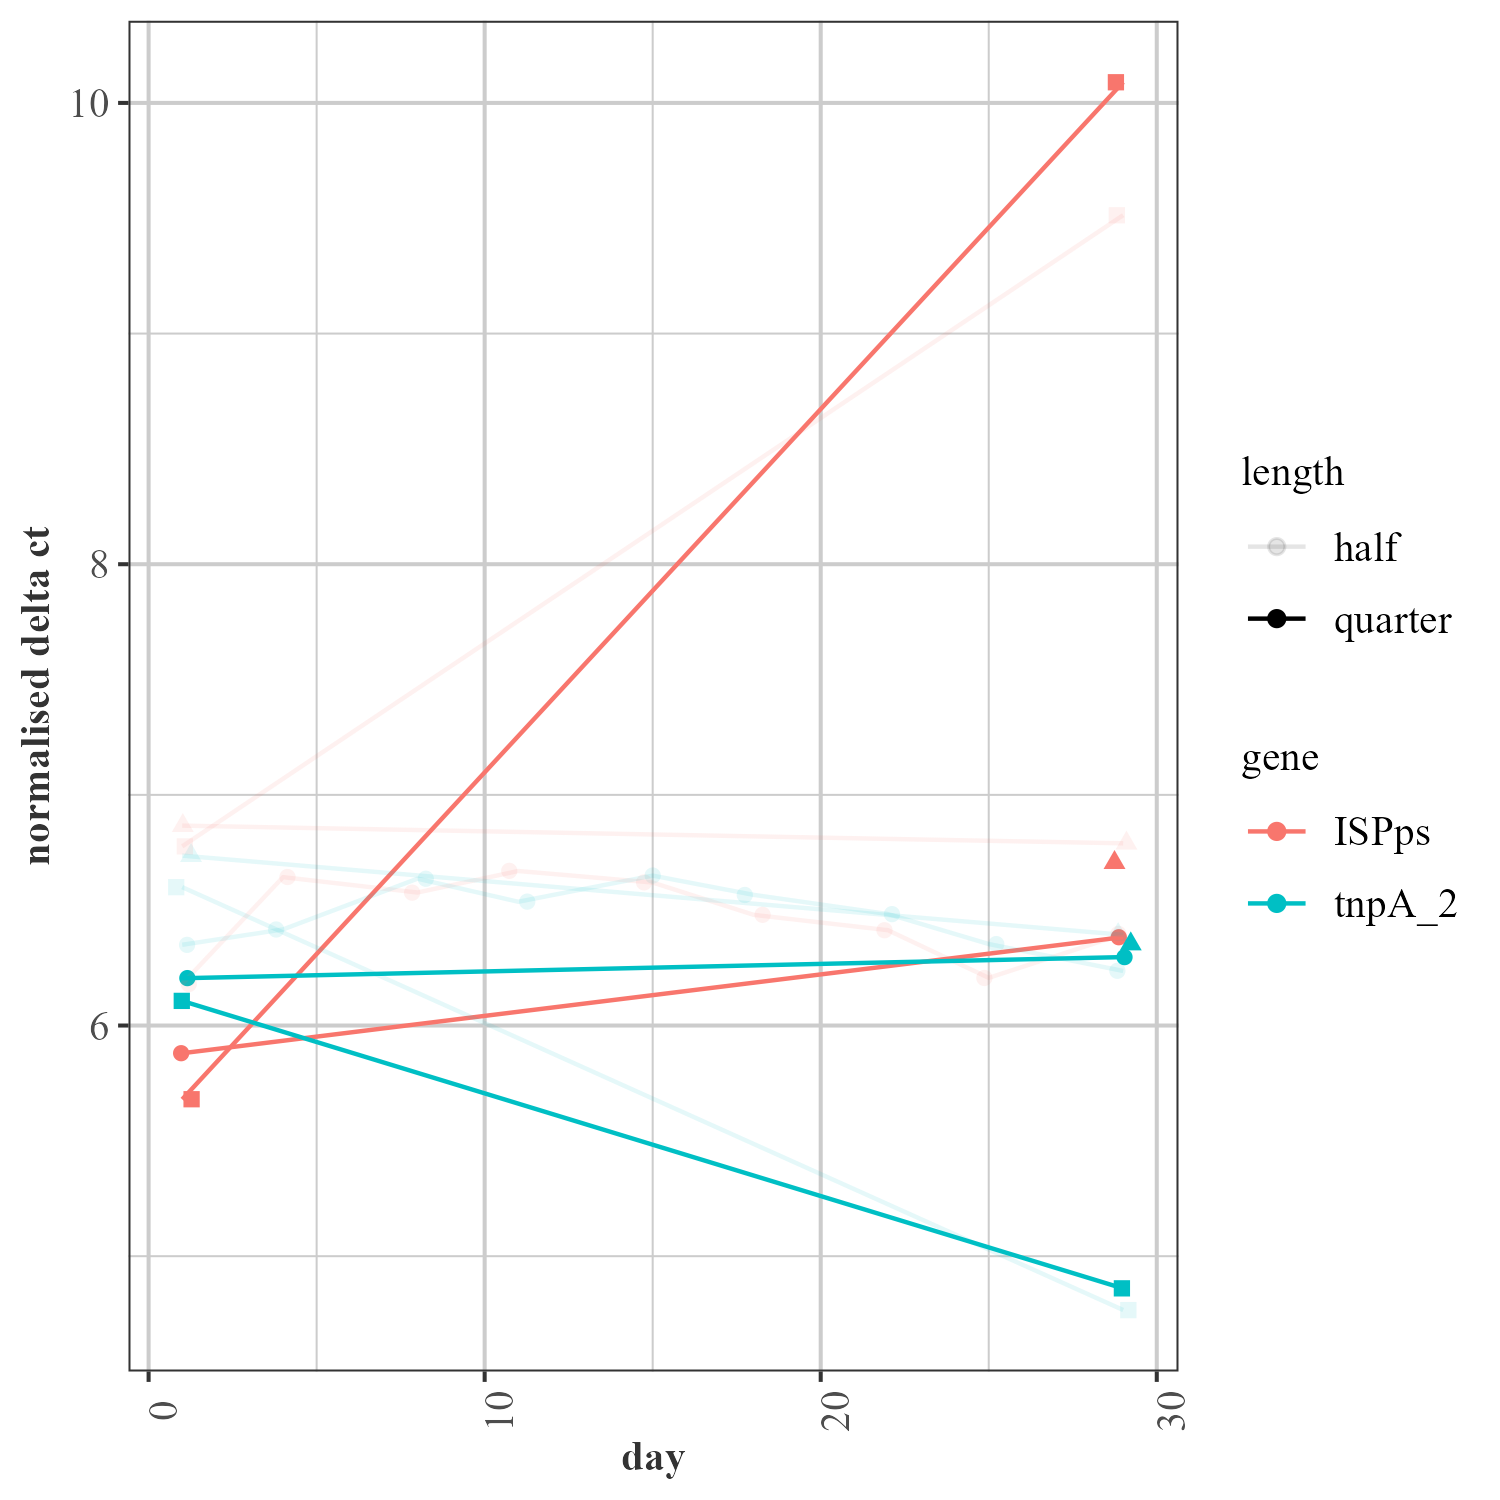 10
8
6
normalised delta ct
0
10
20
30
day
length
half
quarter
gene
ISPps
tnpA_2